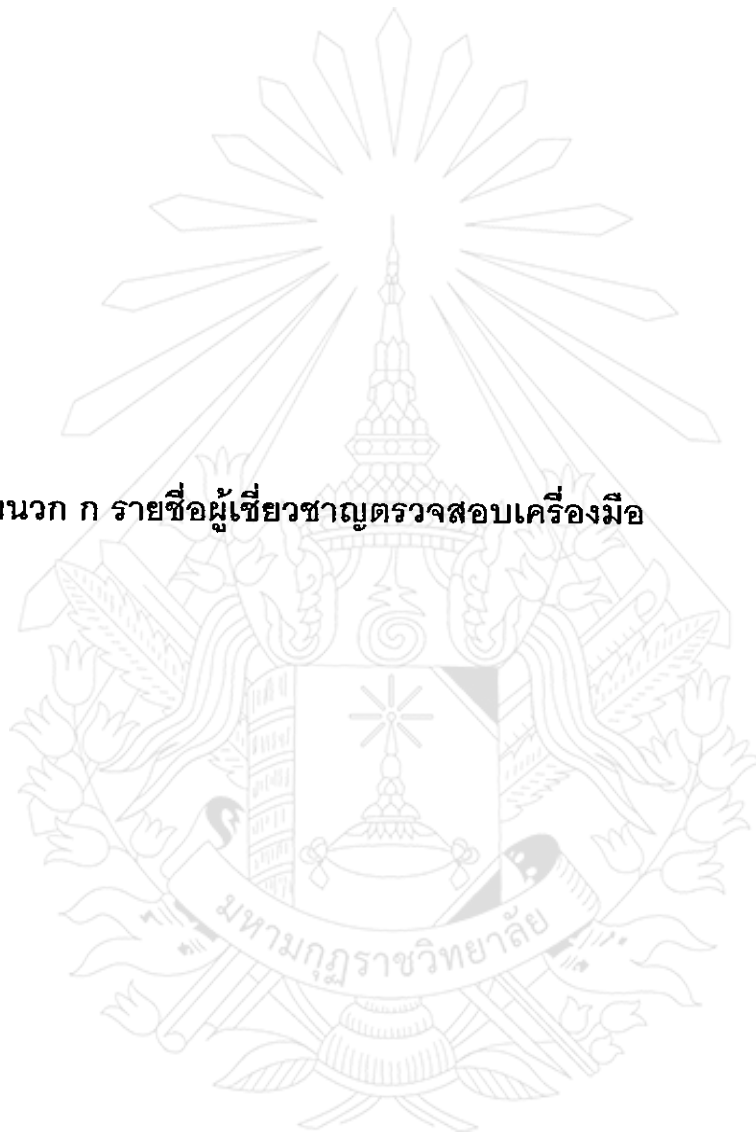 นวก ก รายชื่อผู้เชี่ยวชาญตรวจสอบเครื่องมือ
มหามกุฏราชวิทยาลัย